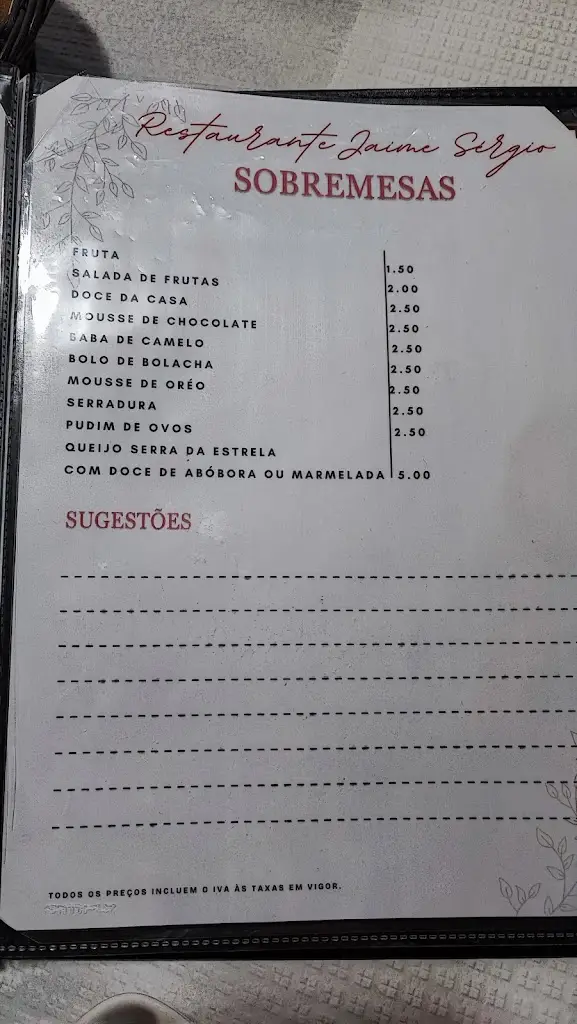 Restaurante Jaime Sérgio
SOBREMESAS
FRUTA 1.50
SALADA DE FRUTAS 2.00
DOCE DA CASA 2.50
MOUSSE DE CHOCOLATE 2.50
BABA DE CAMELO 2.50
BOLO DE BOLACHA 2.50
MOUSSE DE ORÉO 2.50
SERRADURA 2.50
PUDIM DE OVOS 2.50
QUEIJO SERRA DA ESTRELA
COM DOCE DE ABÓBORA OU MARMELADA 5.00
SUGESTÕES
TODOS OS PREÇOS INCLUEM O IVA ÀS TAXAS EM VIGOR.